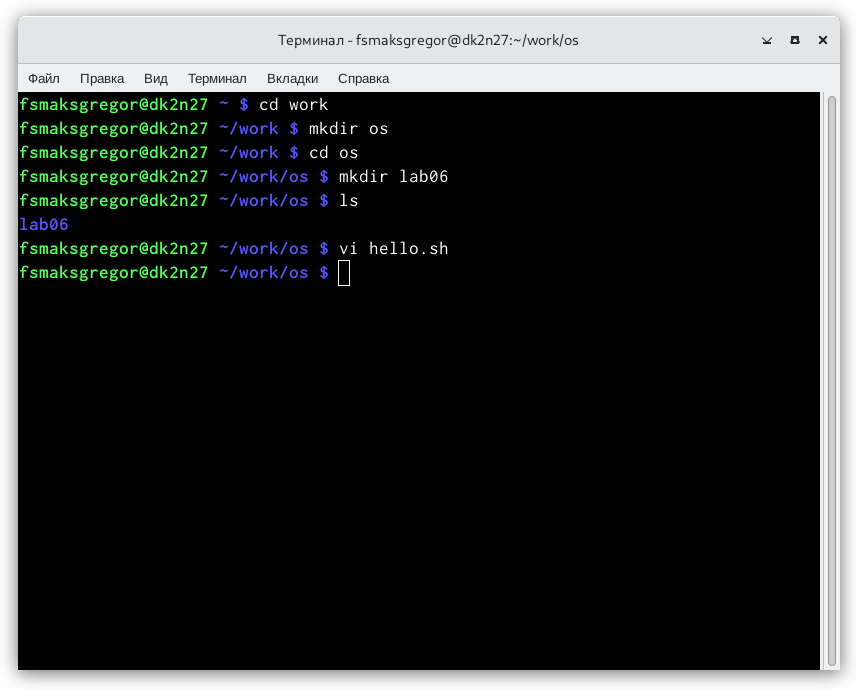 Терминал - fsmaksgregor@dk2n27:~/work/os
Файл Правка Вид Терминал Вкладки Справка
fsmaksgregor@dk2n27 ~ $ cd work
fsmaksgregor@dk2n27 ~/work $ mkdir os
fsmaksgregor@dk2n27 ~/work $ cd os
fsmaksgregor@dk2n27 ~/work/os $ mkdir lab06
fsmaksgregor@dk2n27 ~/work/os $ ls
lab06
fsmaksgregor@dk2n27 ~/work/os $ vi hello.sh
fsmaksgregor@dk2n27 ~/work/os $